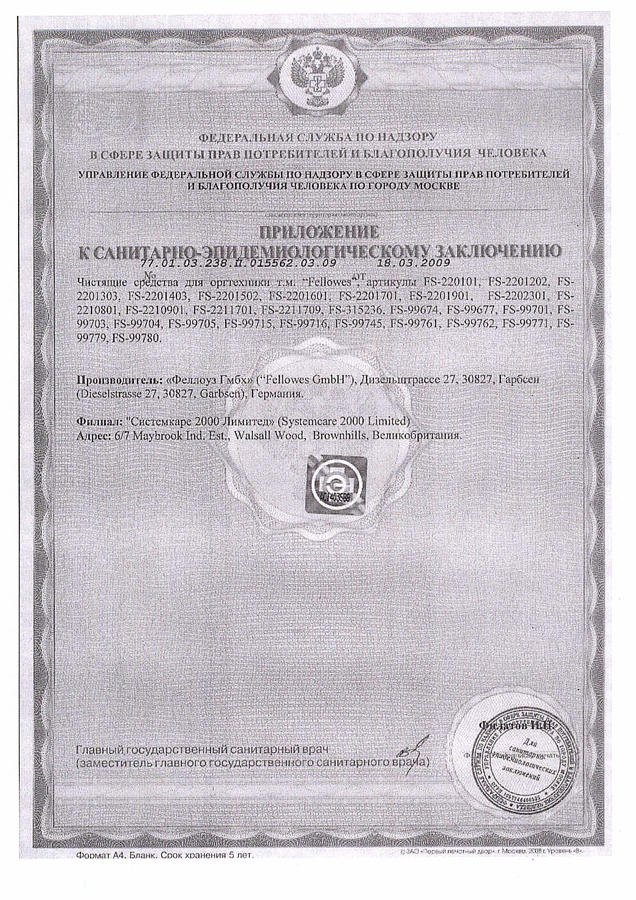 ФЕДЕРАЛЬНАЯ СЛУЖБА ПО НАДЗОРУ
В СФЕРЕ ЗАЩИТЫ ПРАВ ПОТРЕБИТЕЛЕЙ И БЛАГОПОЛУЧИЯ ЧЕЛОВЕКА
УПРАВЛЕНИЕ ФЕДЕРАЛЬНОЙ СЛУЖБЫ ПО НАДЗОРУ В СФЕРЕ ЗАЩИТЫ ПРАВ ПОТРЕБИТЕЛЕЙ
И БЛАГОПОЛУЧИЯ ЧЕЛОВЕКА ПО ГОРОДУ МОСКВЕ
ПРИЛОЖЕНИЕ
К САНИТАРНО-ЭПИДЕМИОЛОГИЧЕСКОМУ ЗАКЛЮЧЕНИЮ
№ 77.01.03.238.П.015562.03.09 от 18.03.2009
Чистящие средства для оргтехники т.м. "Fellowes", артикулы FS-220101, FS-2201202, FS-
2201303, FS-2201403, FS-2201502, FS-2201601, FS-2201701, FS-2201901, FS-2202301, FS-
2210801, FS-2210901, FS-2211701, FS-2211709, FS-315236, FS-99674, FS-99677, FS-99701, FS-
99703, FS-99704, FS-99705, FS-99715, FS-99716, FS-99745, FS-99761, FS-99762, FS-99771, FS-
99779, FS-99780.
Производитель: «Феллоуз Гмбх» ("Fellowes GmbH"), Дизельштрассе 27, 30827, Гарбсен
(Dieselstrasse 27, 30827, Garbsen), Германия.
Филиал: "Системкаре 2000 Лимитед» (Systemcare 2000 Limited)
Адрес: 6/7 Maybrook Ind. Est., Walsall Wood, Brownhills, Великобритания.
Филатов Н.Н.
Главный государственный санитарный врач
(заместитель главного государственного санитарного врача)
Для
санитарно-
эпидемиологических
заключений
Формат А4. Бланк. Срок хранения 5 лет.
© ЗАО «Первый печатный двор», г. Москва, 2008 г. Уровень «В».